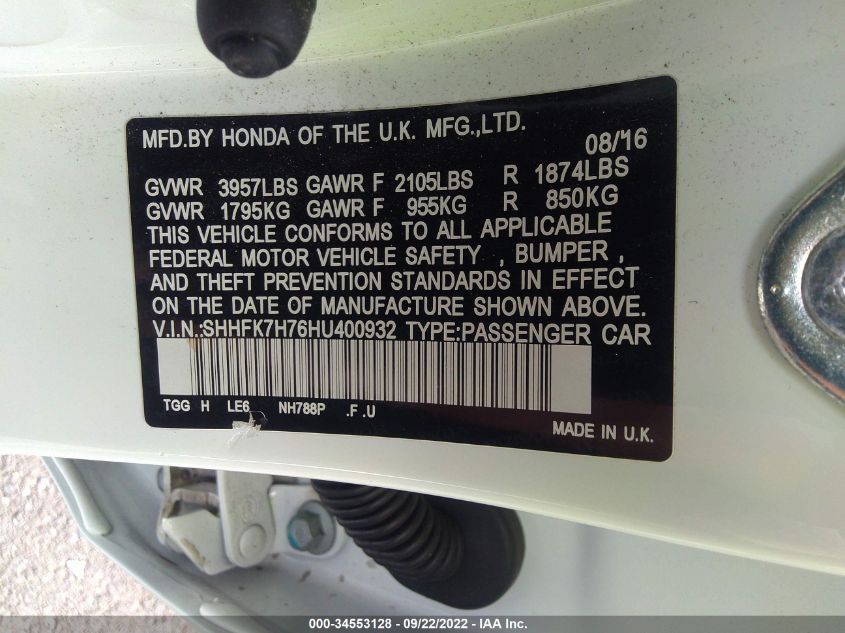 MFD.BY HONDA OF THE U.K. MFG.,LTD.
08/16
GVWR 3957LBS GAWR F 2105LBS R 1874LBS
GVWR 1795KG GAWR F 955KG R 850KG
THIS VEHICLE CONFORMS TO ALL APPLICABLE
FEDERAL MOTOR VEHICLE SAFETY , BUMPER ,
AND THEFT PREVENTION STANDARDS IN EFFECT
ON THE DATE OF MANUFACTURE SHOWN ABOVE.
V.I.N.:SHHFK7H76HU400932 TYPE:PASSENGER CAR
TGG H LE6 NH788P .F .U
MADE IN U.K.
000-34553128 - 09/22/2022 - IAA Inc.